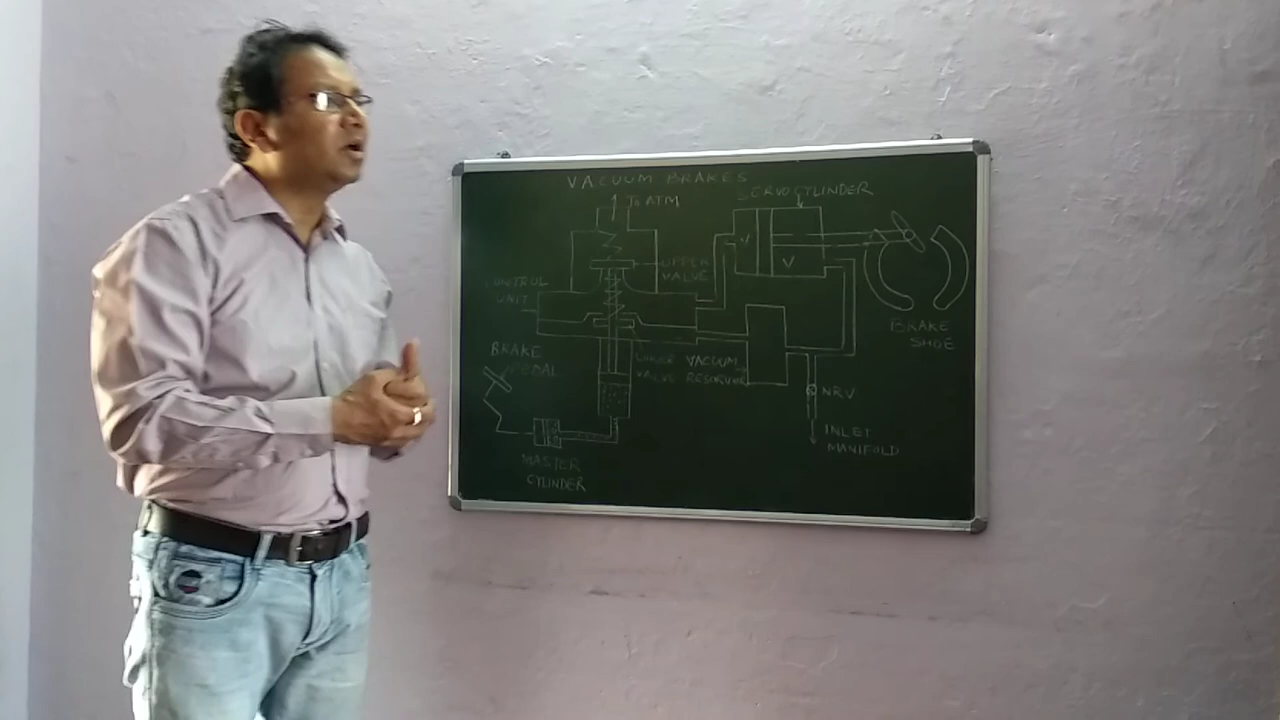 VACUUM BRAKES
TO ATM
SERVO CYLINDER
UPPER
VALVE
CONTROL
UNIT
V
V
BRAKE
SHOE
BRAKE
PEDAL
LOWER
VALVE
VACUUM
NRV
INLET
MANIFOLD
MASTER
CYLINDER